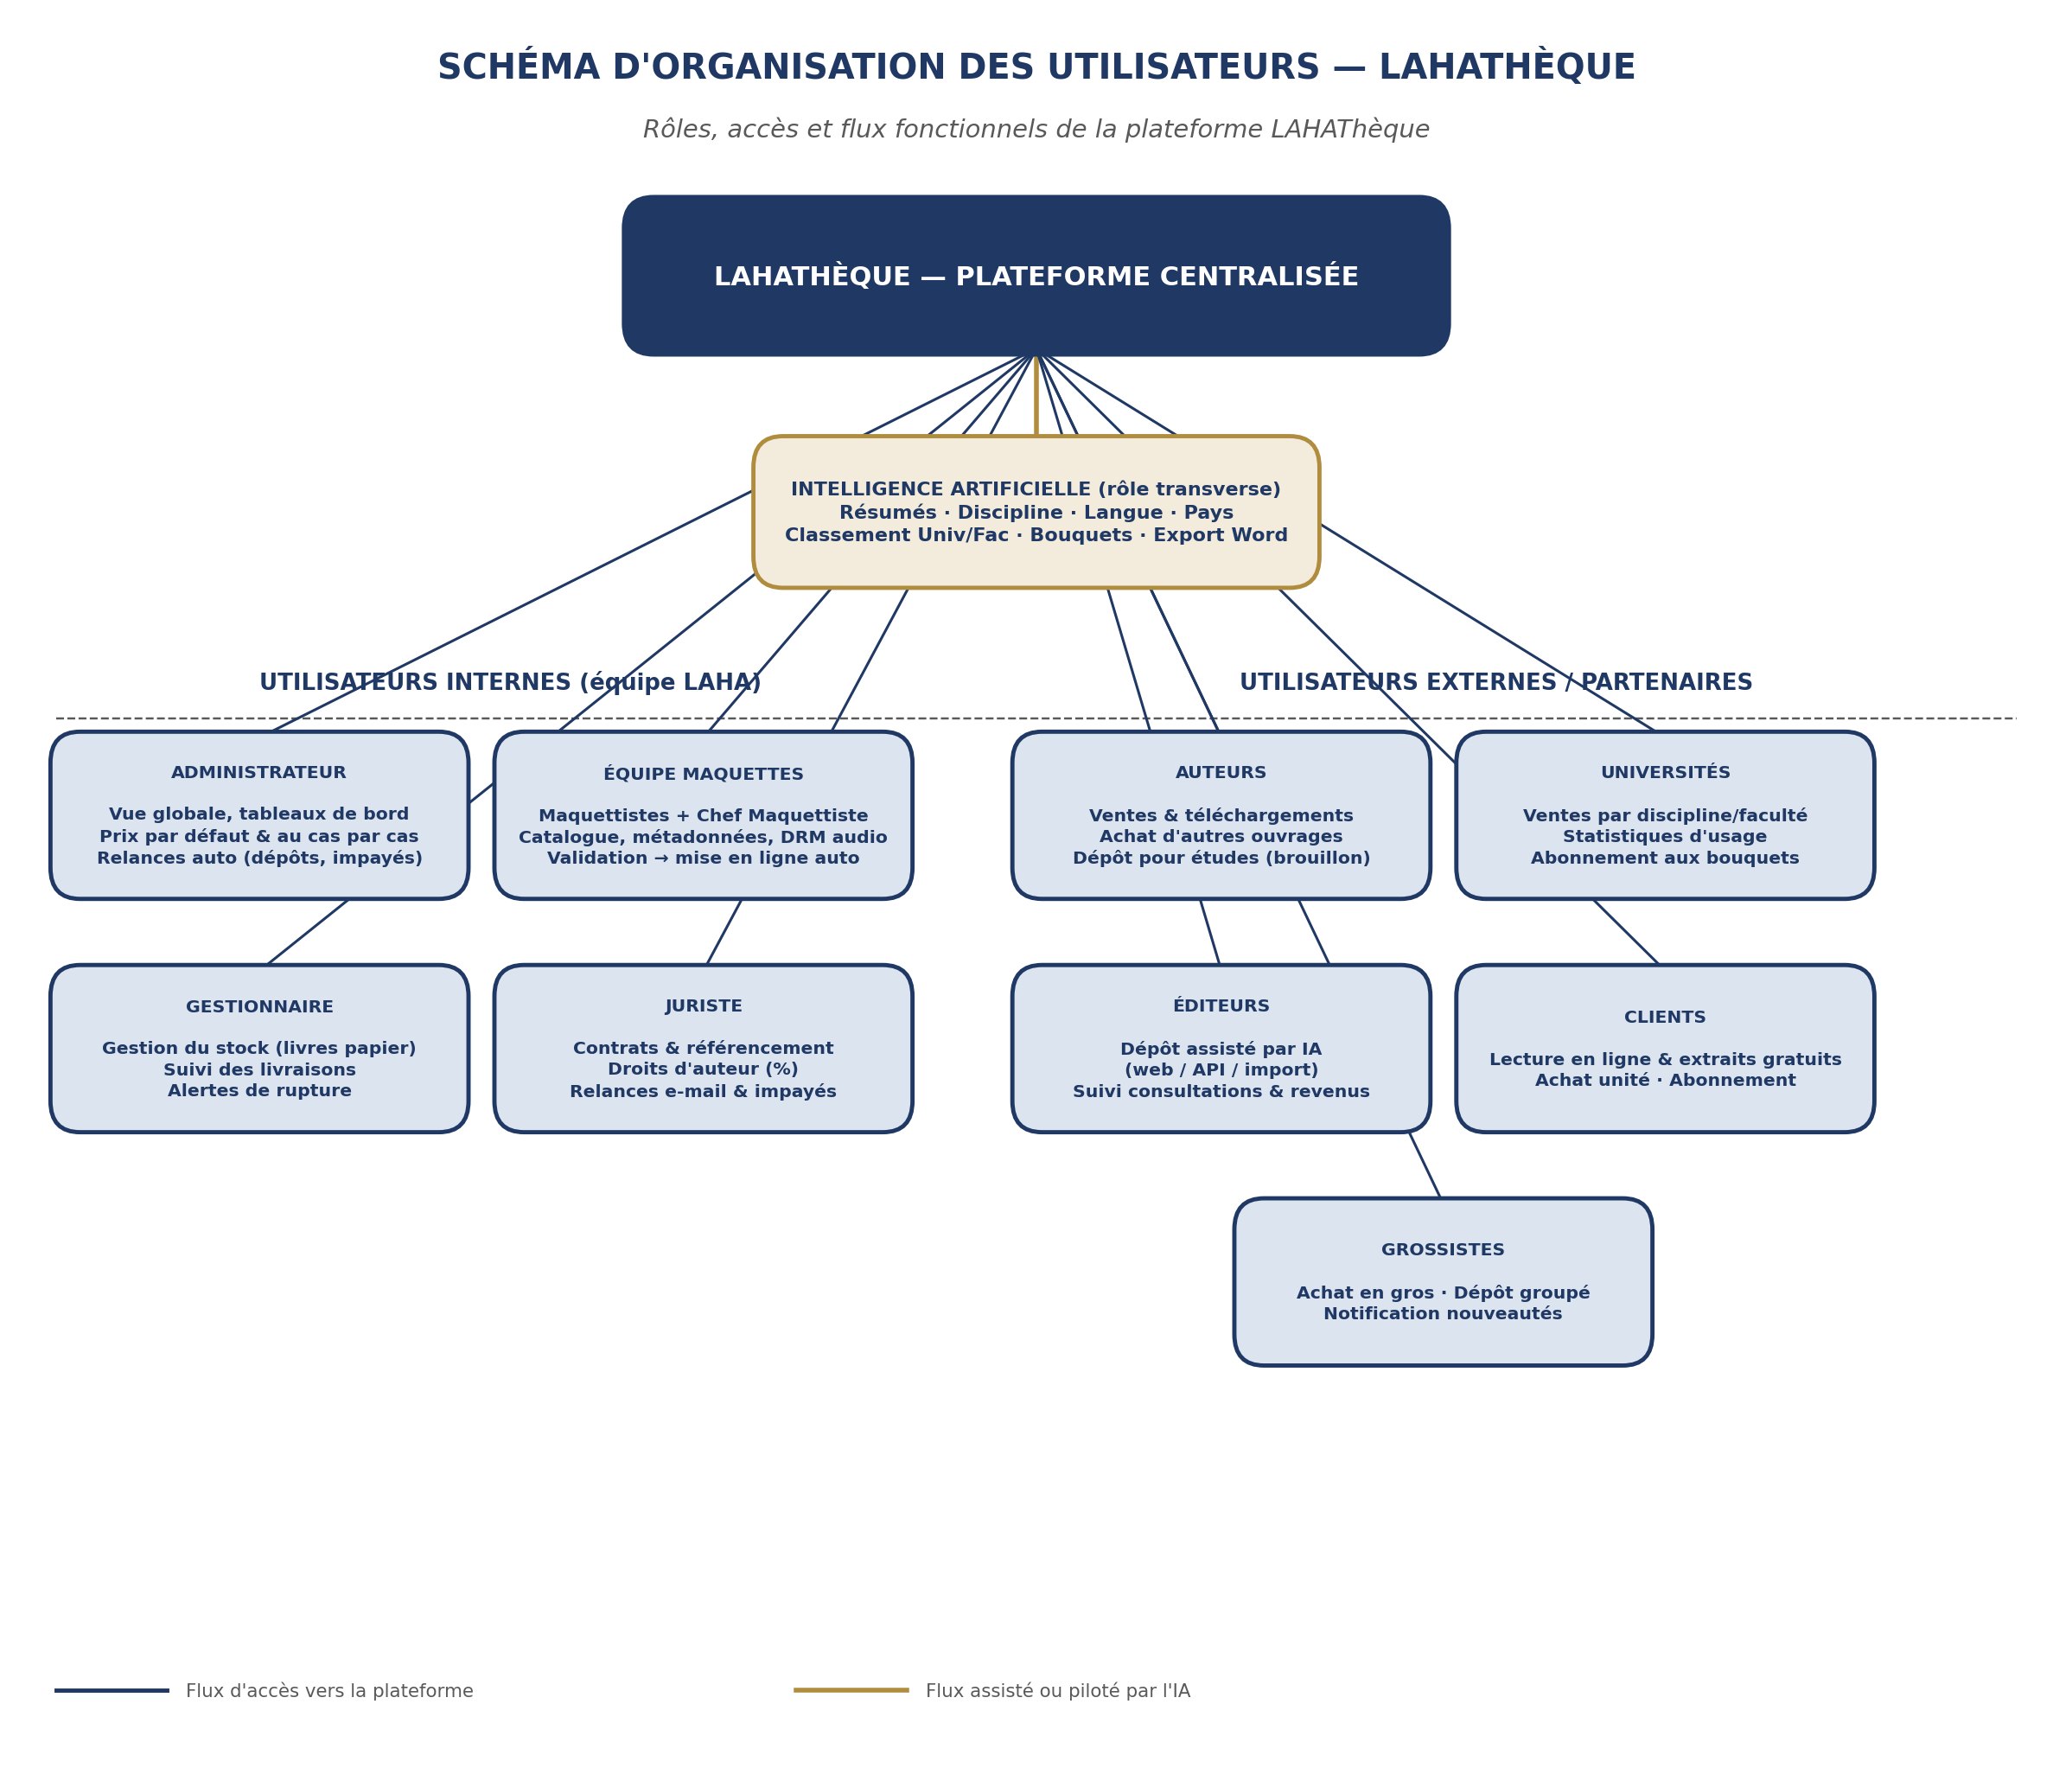 SCHÉMA D'ORGANISATION DES UTILISATEURS — LAHATHÈQUE
Rôles, accès et flux fonctionnels de la plateforme LAHAThèque
LAHATHÈQUE — PLATEFORME CENTRALISÉE
INTELLIGENCE ARTIFICIELLE (rôle transverse)
Résumés · Discipline · Langue · Pays
Classement Univ/Fac · Bouquets · Export Word
UTILISATEURS INTERNES (équipe LAHA)
UTILISATEURS EXTERNES / PARTENAIRES
ADMINISTRATEUR
Vue globale, tableaux de bord
Prix par défaut & au cas par cas
Relances auto (dépôts, impayés)
ÉQUIPE MAQUETTES
Maquettistes + Chef Maquettiste
Catalogue, métadonnées, DRM audio
Validation → mise en ligne auto
AUTEURS
Ventes & téléchargements
Achat d'autres ouvrages
Dépôt pour études (brouillon)
UNIVERSITÉS
Ventes par discipline/faculté
Statistiques d'usage
Abonnement aux bouquets
GESTIONNAIRE
Gestion du stock (livres papier)
Suivi des livraisons
Alertes de rupture
JURISTE
Contrats & référencement
Droits d'auteur (%)
Relances e-mail & impayés
ÉDITEURS
Dépôt assisté par IA
(web / API / import)
Suivi consultations & revenus
CLIENTS
Lecture en ligne & extraits gratuits
Achat unité · Abonnement
GROSSISTES
Achat en gros · Dépôt groupé
Notification nouveautés
Flux d'accès vers la plateforme
Flux assisté ou piloté par l'IA